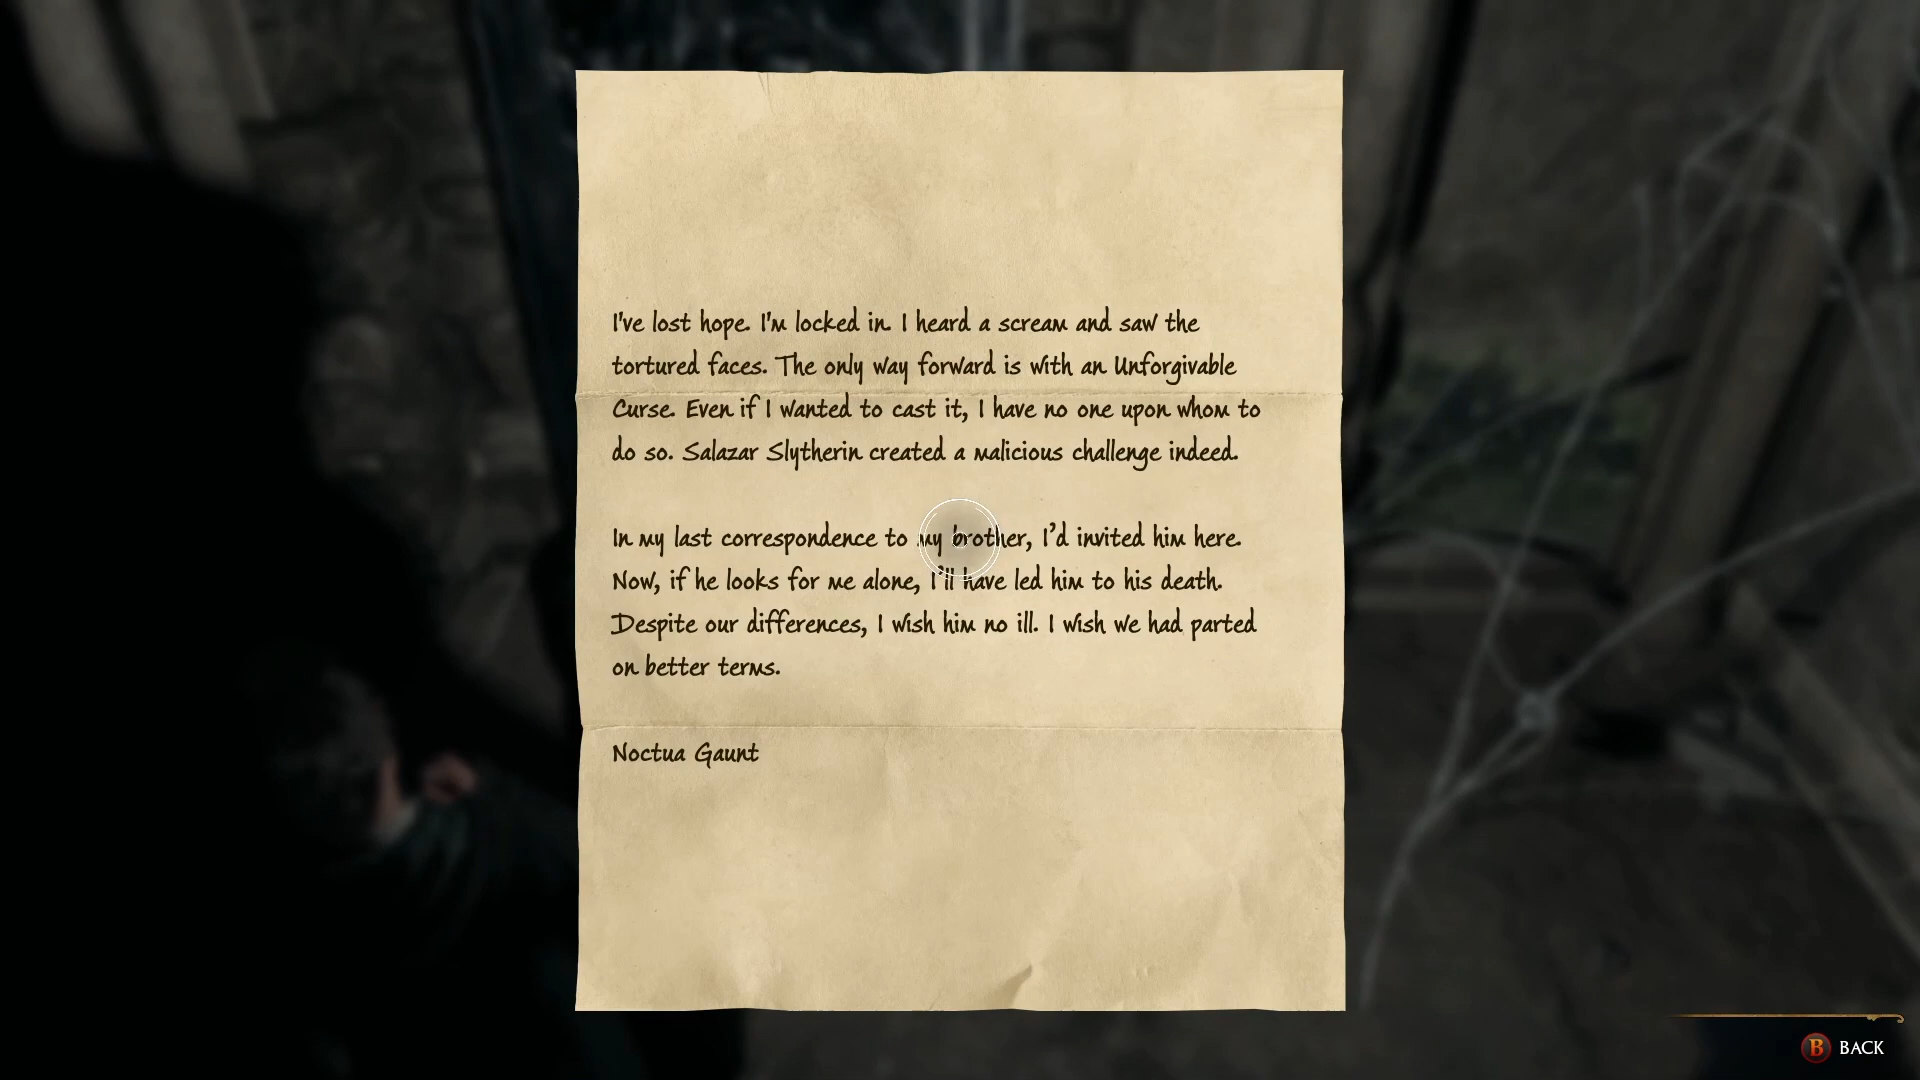 I've lost hope. I'm locked in. I heard a scream and saw the
tortured faces. The only way forward is with an Unforgivable
Curse. Even if I wanted to cast it, I have no one upon whom to
do so. Salazar Slytherin created a malicious challenge indeed.
In my last correspondence to my brother, I'd invited him here.
Now, if he looks for me alone, I'll have led him to his death.
Despite our differences, I wish him no ill. I wish we had parted
on better terms.
Noctua Gaunt
B BACK